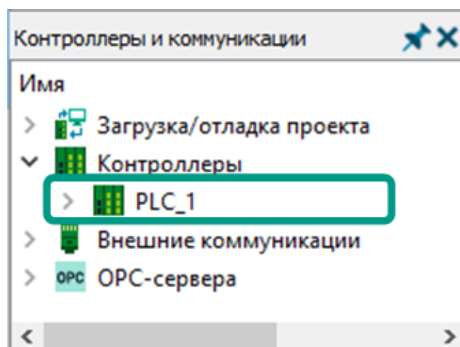 Контроллеры и коммуникации
Имя
Загрузка/отладка проекта
Контроллеры
PLC_1
Внешние коммуникации
OPC OPC-сервера